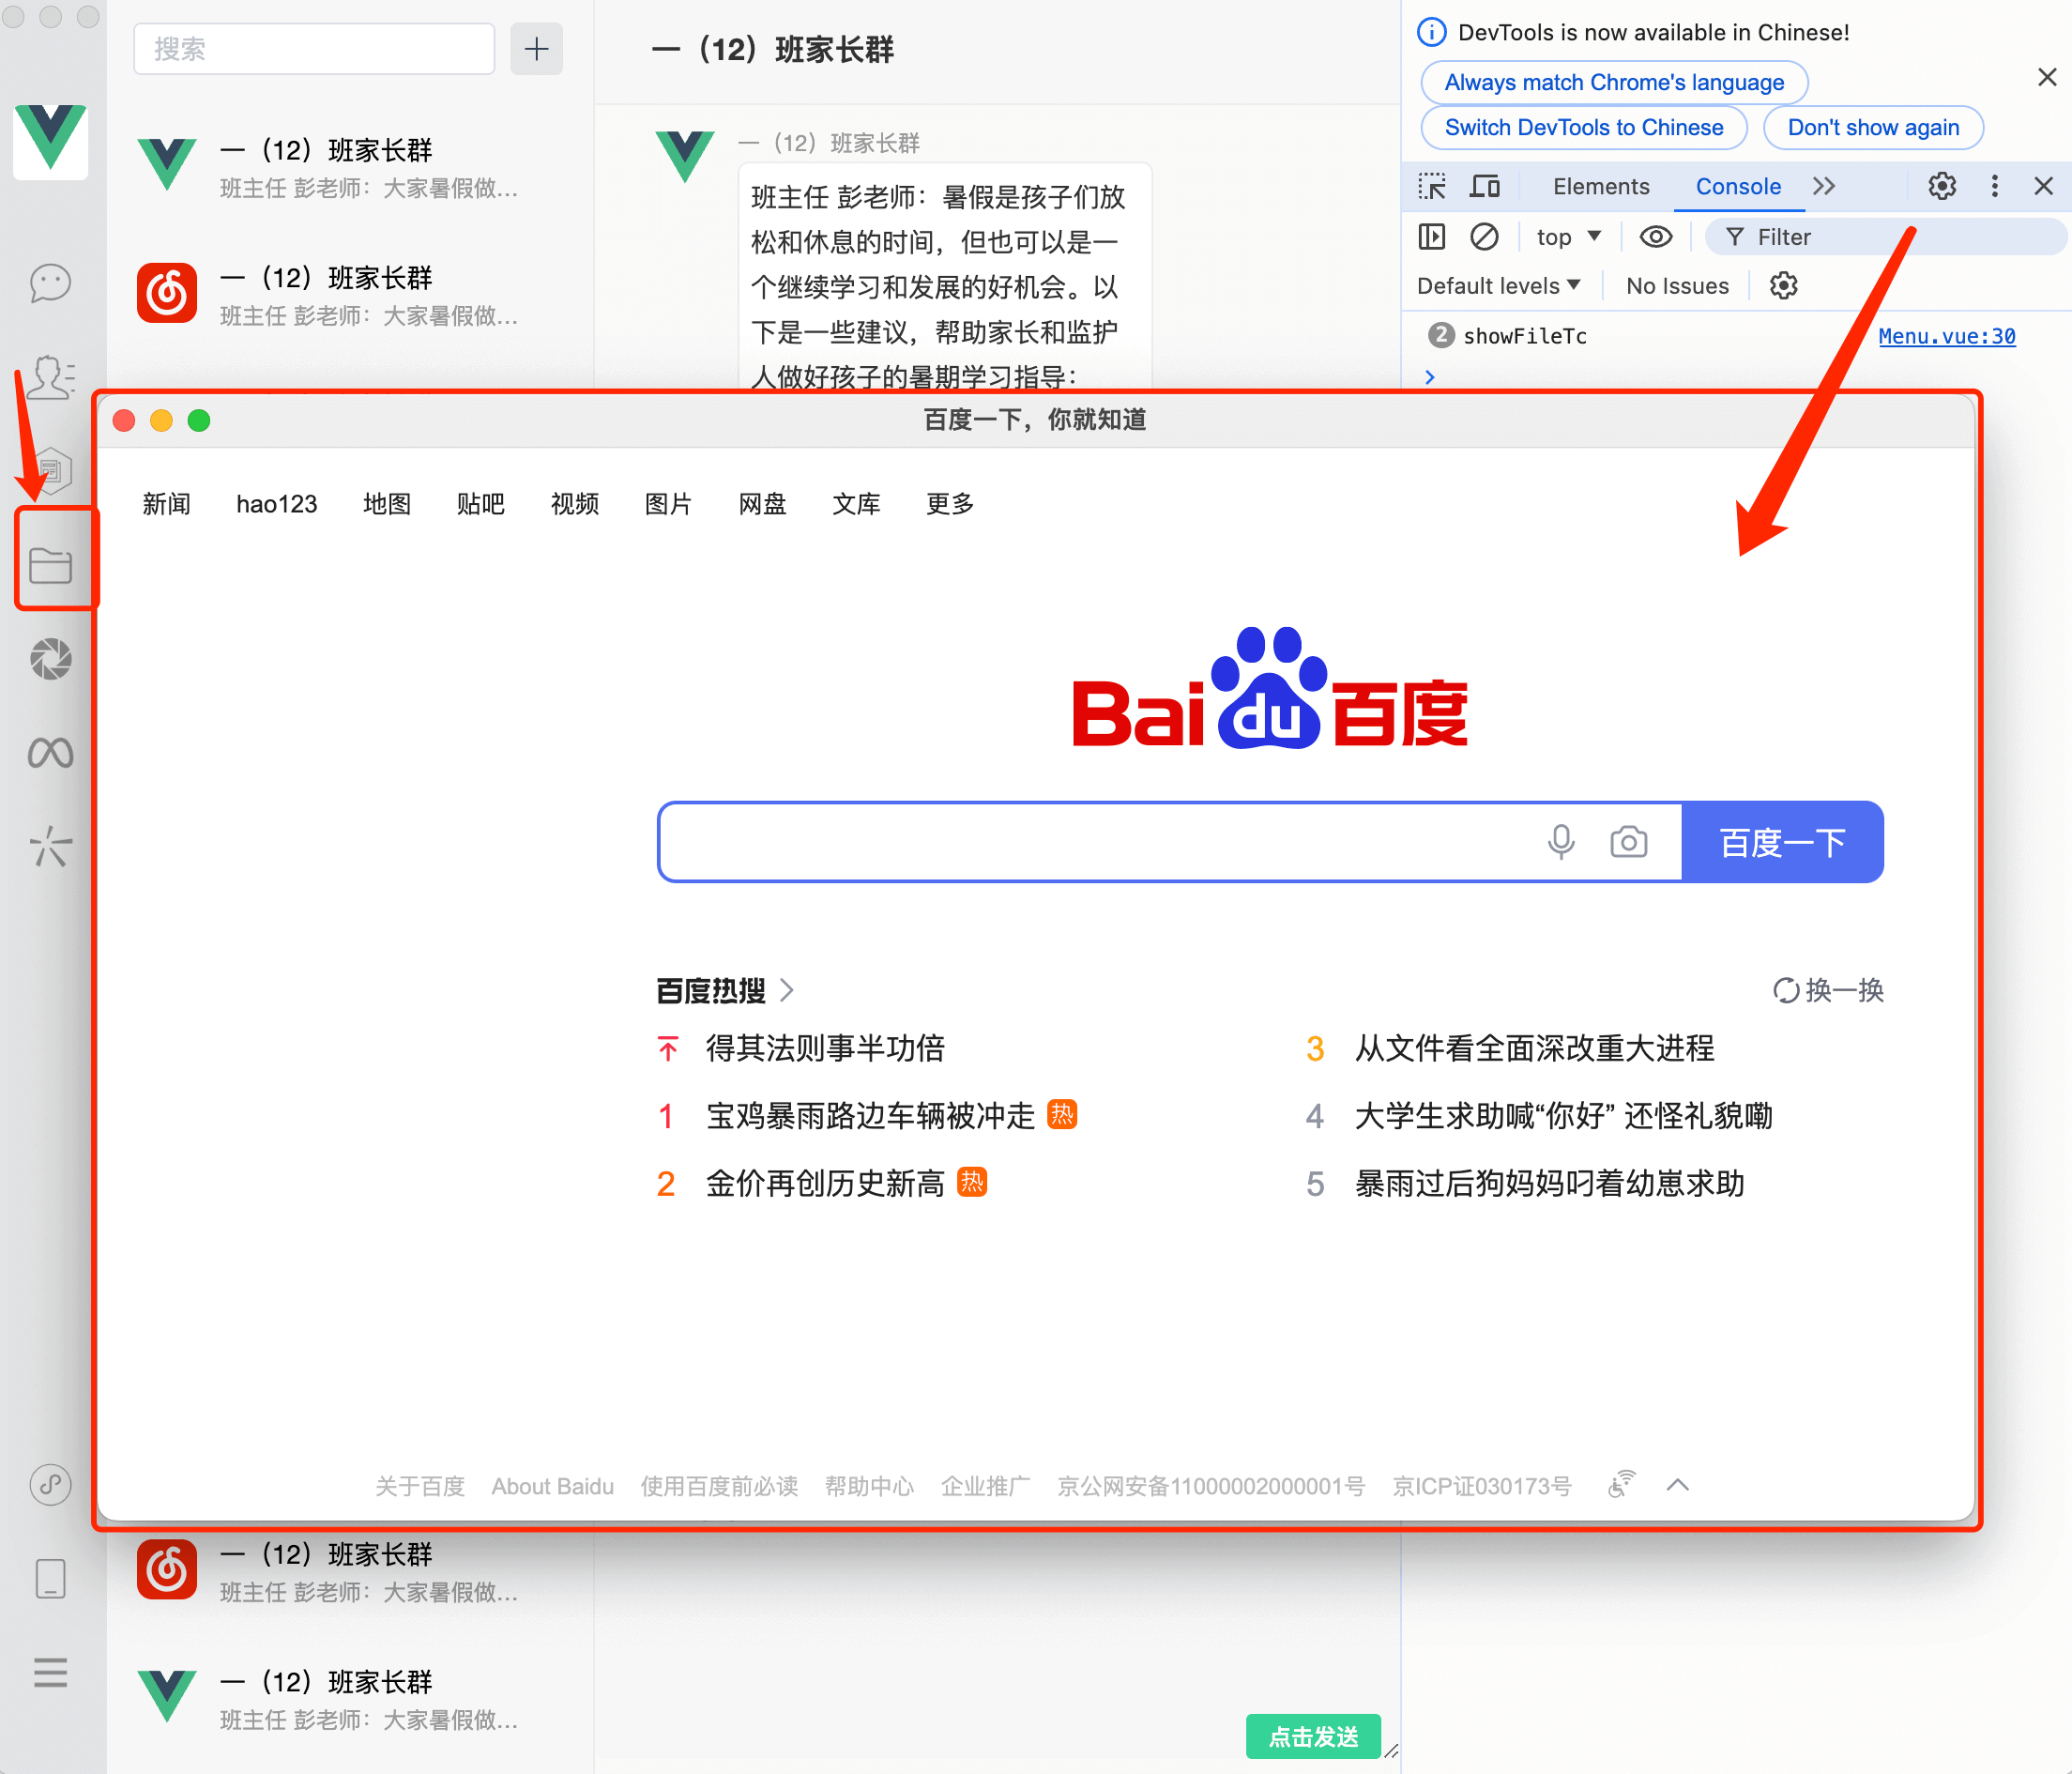 搜索
一（12）班家长群
班主任 彭老师：大家暑假做...
一（12）班家长群
班主任 彭老师：大家暑假做...
一（12）班家长群
一（12）班家长群
班主任 彭老师：暑假是孩子们放
松和休息的时间，但也可以是一
个继续学习和发展的好机会。以
下是一些建议，帮助家长和监护
人做好孩子的暑期学习指导：
DevTools is now available in Chinese!
Always match Chrome's language
Switch DevTools to Chinese
Don't show again
Elements
Console
top
Filter
Default levels
No Issues
2 showFileTc
Menu.vue:30
百度一下，你就知道
新闻 hao123 地图 贴吧 视频 图片 网盘 文库 更多
Bai du 百度
百度一下
百度热搜
换一换
得其法则事半功倍
1 宝鸡暴雨路边车辆被冲走 热
2 金价再创历史新高 热
3 从文件看全面深改重大进程
4 大学生求助喊“你好” 还怪礼貌嘞
5 暴雨过后狗妈妈叼着幼崽求助
关于百度 About Baidu 使用百度前必读 帮助中心 企业推广 京公网安备11000002000001号 京ICP证030173号
一（12）班家长群
班主任 彭老师：大家暑假做...
一（12）班家长群
班主任 彭老师：大家暑假做...
点击发送